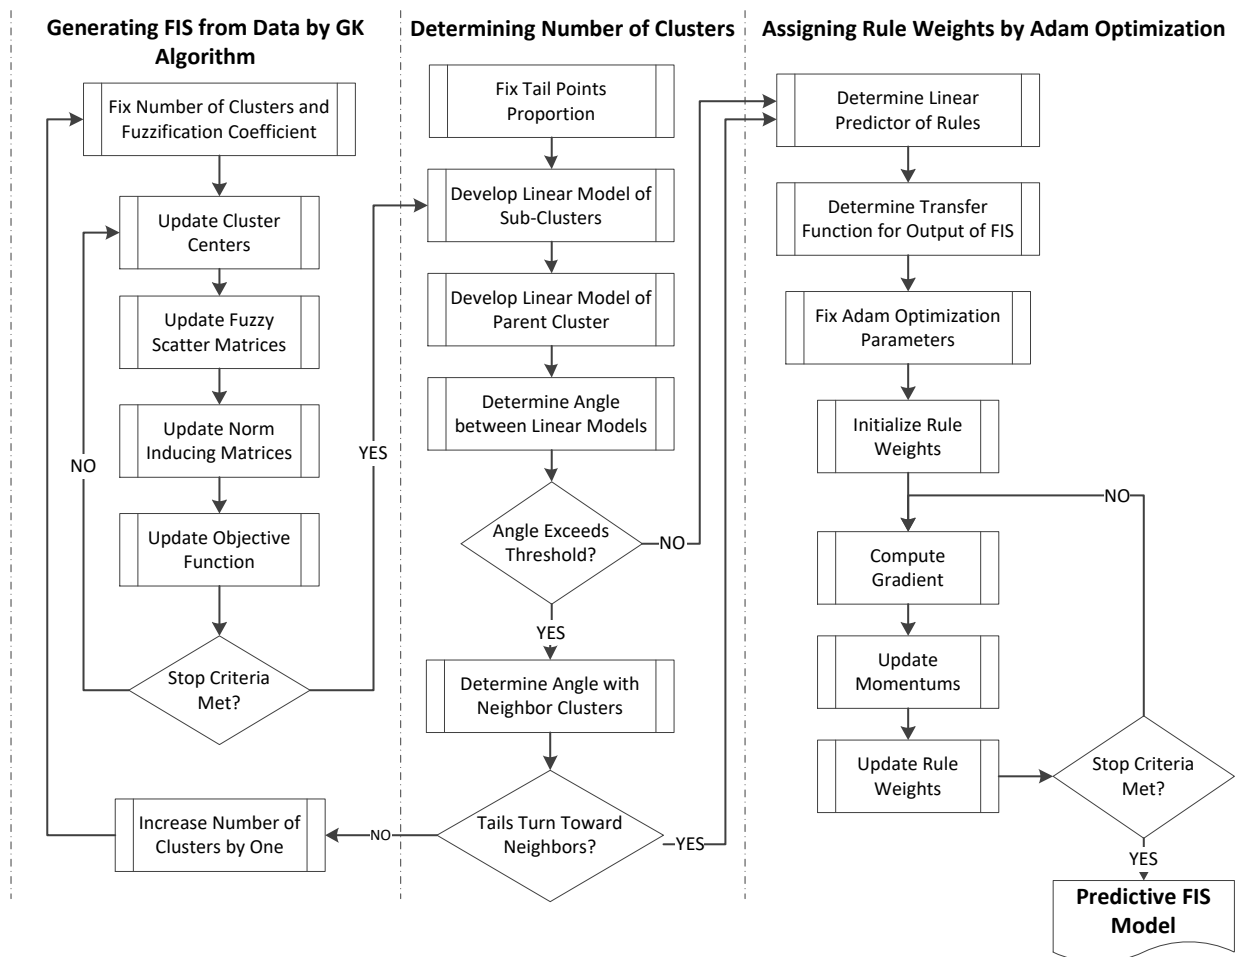 Generating FIS from Data by GK
Algorithm
Fix Number of Clusters and
Fuzzification Coefficient
Update Cluster
Centers
Update Fuzzy
Scatter Matrices
Update Norm
Inducing Matrices
NO
YES
Update Objective
Function
Stop Criteria
Met?
Increase Number of
Clusters by One
Determining Number of Clusters
Fix Tail Points
Proportion
Develop Linear Model of
Sub-Clusters
Develop Linear Model of
Parent Cluster
Determine Angle
between Linear Models
Angle Exceeds
Threshold?
NO
YES
Determine Angle with
Neighbor Clusters
Tails Turn Toward
Neighbors?
NO
YES
Assigning Rule Weights by Adam Optimization
Determine Linear
Predictor of Rules
Determine Transfer
Function for Output of FIS
Fix Adam Optimization
Parameters
Initialize Rule
Weights
NO
Compute
Gradient
Update
Momentums
Update Rule
Weights
Stop Criteria
Met?
YES
Predictive FIS
Model